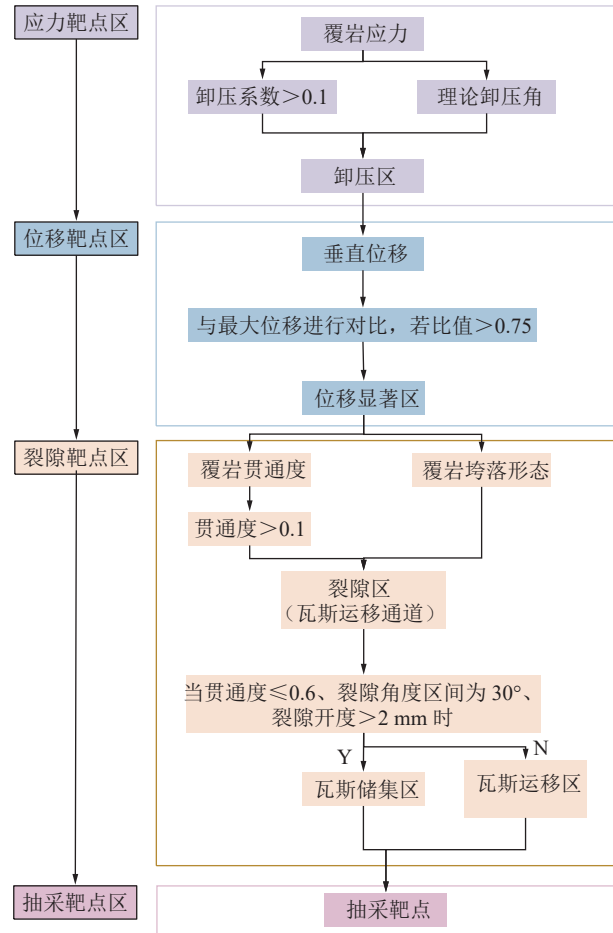 应力靶点区
覆岩应力
卸压系数＞0.1
理论卸压角
卸压区
位移靶点区
垂直位移
与最大位移进行对比，若比值＞0.75
位移显著区
裂隙靶点区
覆岩贯通度
覆岩垮落形态
贯通度＞0.1
裂隙区
（瓦斯运移通道）
当贯通度≤0.6、裂隙角度区间为 30°、
裂隙开度＞2 mm 时
Y
N
瓦斯储集区
瓦斯运移区
抽采靶点区
抽采靶点